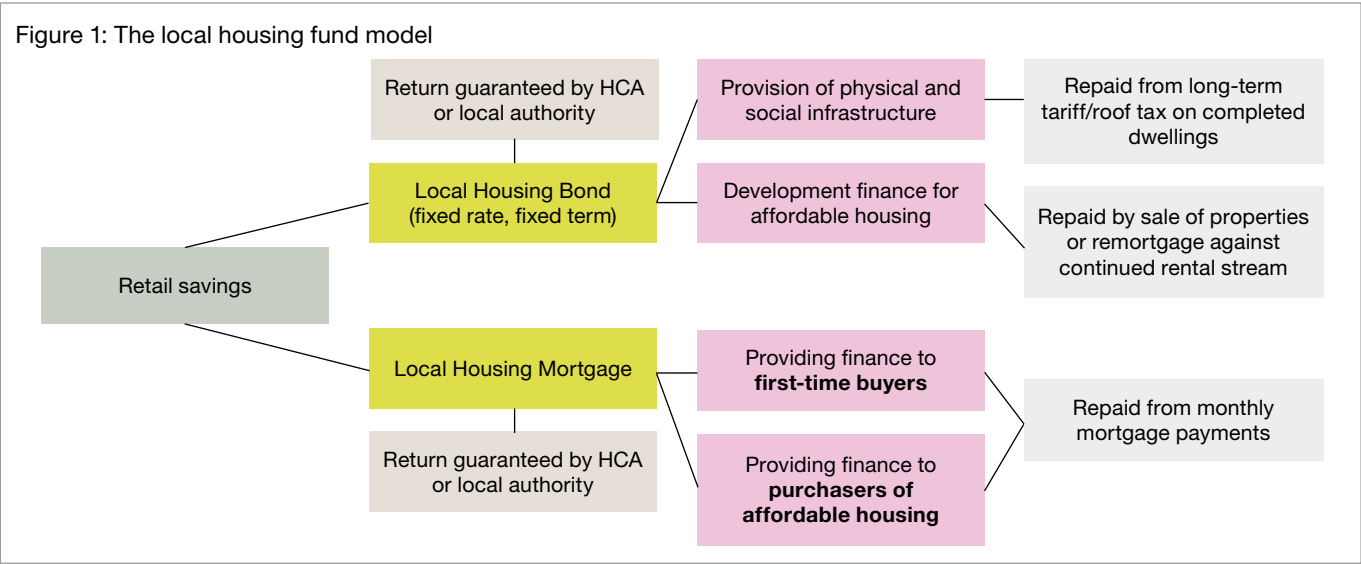 Figure 1: The local housing fund model
Return guaranteed by HCA
or local authority
Provision of physical and
social infrastructure
Repaid from long-term
tariff/roof tax on completed
dwellings
Local Housing Bond
(fixed rate, fixed term)
Development finance for
affordable housing
Repaid by sale of properties
or remortgage against
continued rental stream
Retail savings
Local Housing Mortgage
Providing finance to
first-time buyers
Repaid from monthly
mortgage payments
Return guaranteed by HCA
or local authority
Providing finance to
purchasers of
affordable housing